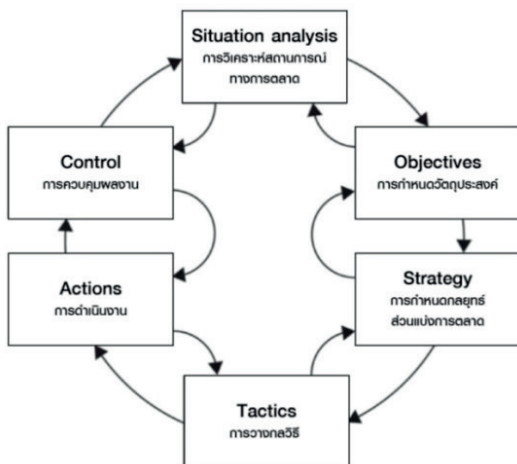 Situation analysis
การวิเคราะห์สถานการณ์
ทางการตลาด
Control
การควบคุมผลงาน
Objectives
การกำหนดวัตถุประสงค์
Actions
การดำเนินงาน
Strategy
การกำหนดกลยุทธ์
ส่วนแบ่งการตลาด
Tactics
การวางกลวิธี